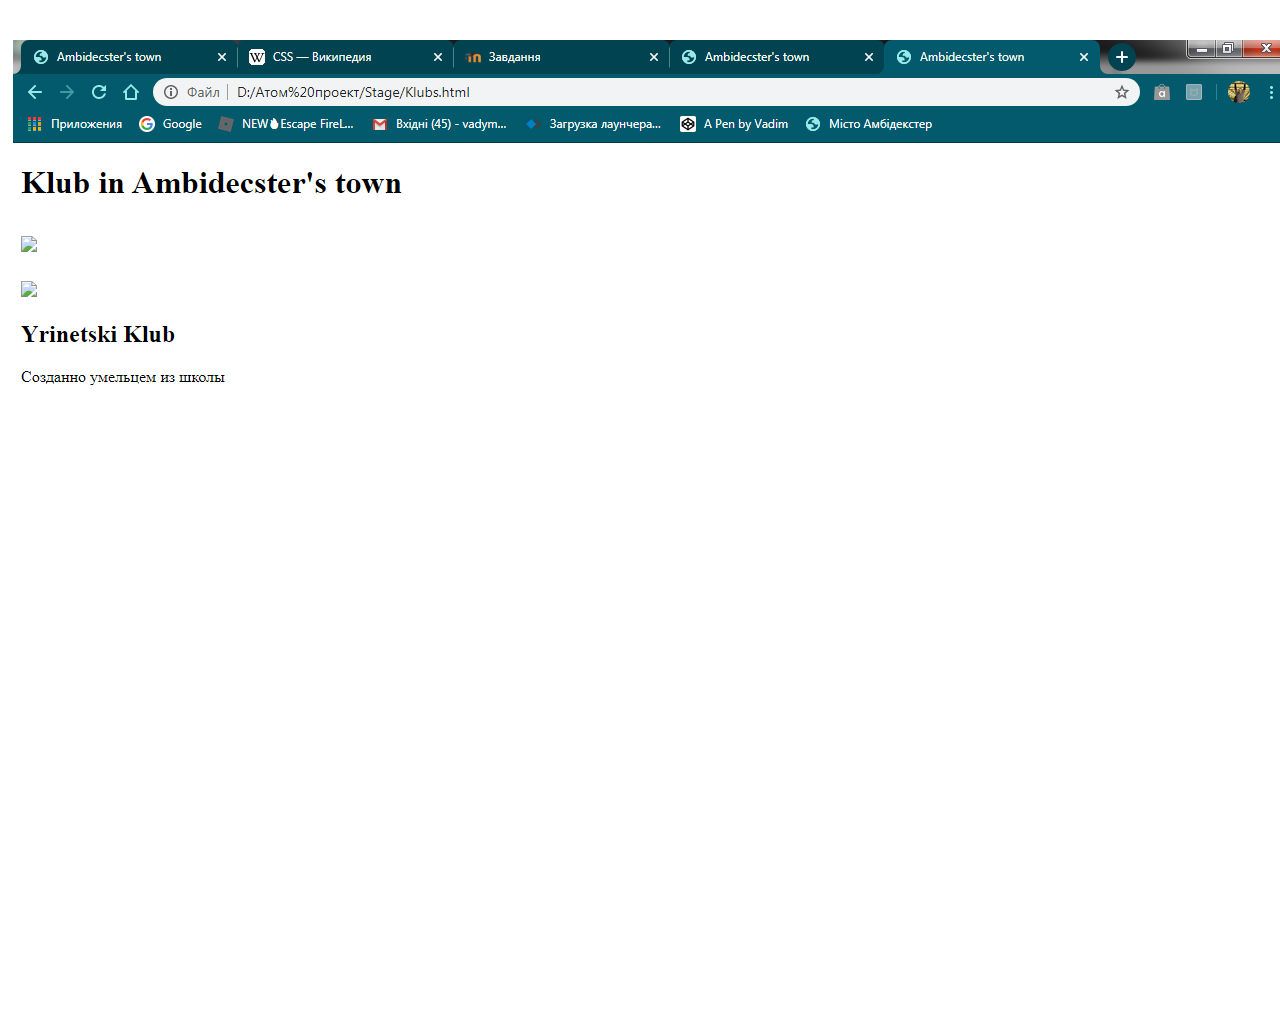 Ambidecster's town
CSS — Википедия
Завдання
Ambidecster's town
Ambidecster's town
Файл D:/Атом%20проект/Stage/Klubs.html
Приложения Google NEW Escape FireL... Вхідні (45) - vadym... Загрузка лаунчера... A Pen by Vadim Місто Амбідекстер
Klub in Ambidecster's town
Yrinetski Klub
Созданно умельцем из школы